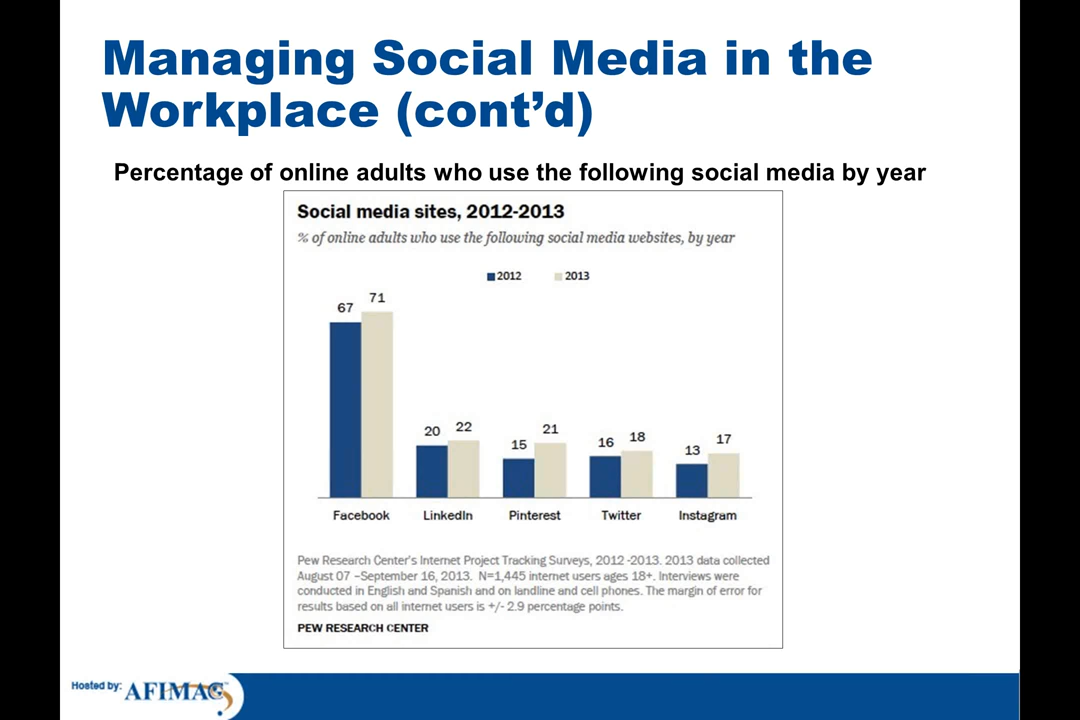 Managing Social Media in the
Workplace (cont’d)
Percentage of online adults who use the following social media by year
Social media sites, 2012-2013
% of online adults who use the following social media websites, by year
2012 2013
67 71
20 22
15 21
16 18
13 17
Facebook LinkedIn Pinterest Twitter Instagram
Pew Research Center’s Internet Project Tracking Surveys, 2012 -2013. 2013 data collected
August 07 –September 16, 2013. N=1,445 internet users ages 18+. Interviews were
conducted in English and Spanish and on landline and cell phones. The margin of error for
results based on all internet users is +/- 2.9 percentage points.
PEW RESEARCH CENTER
Hosted by: AFIMAC